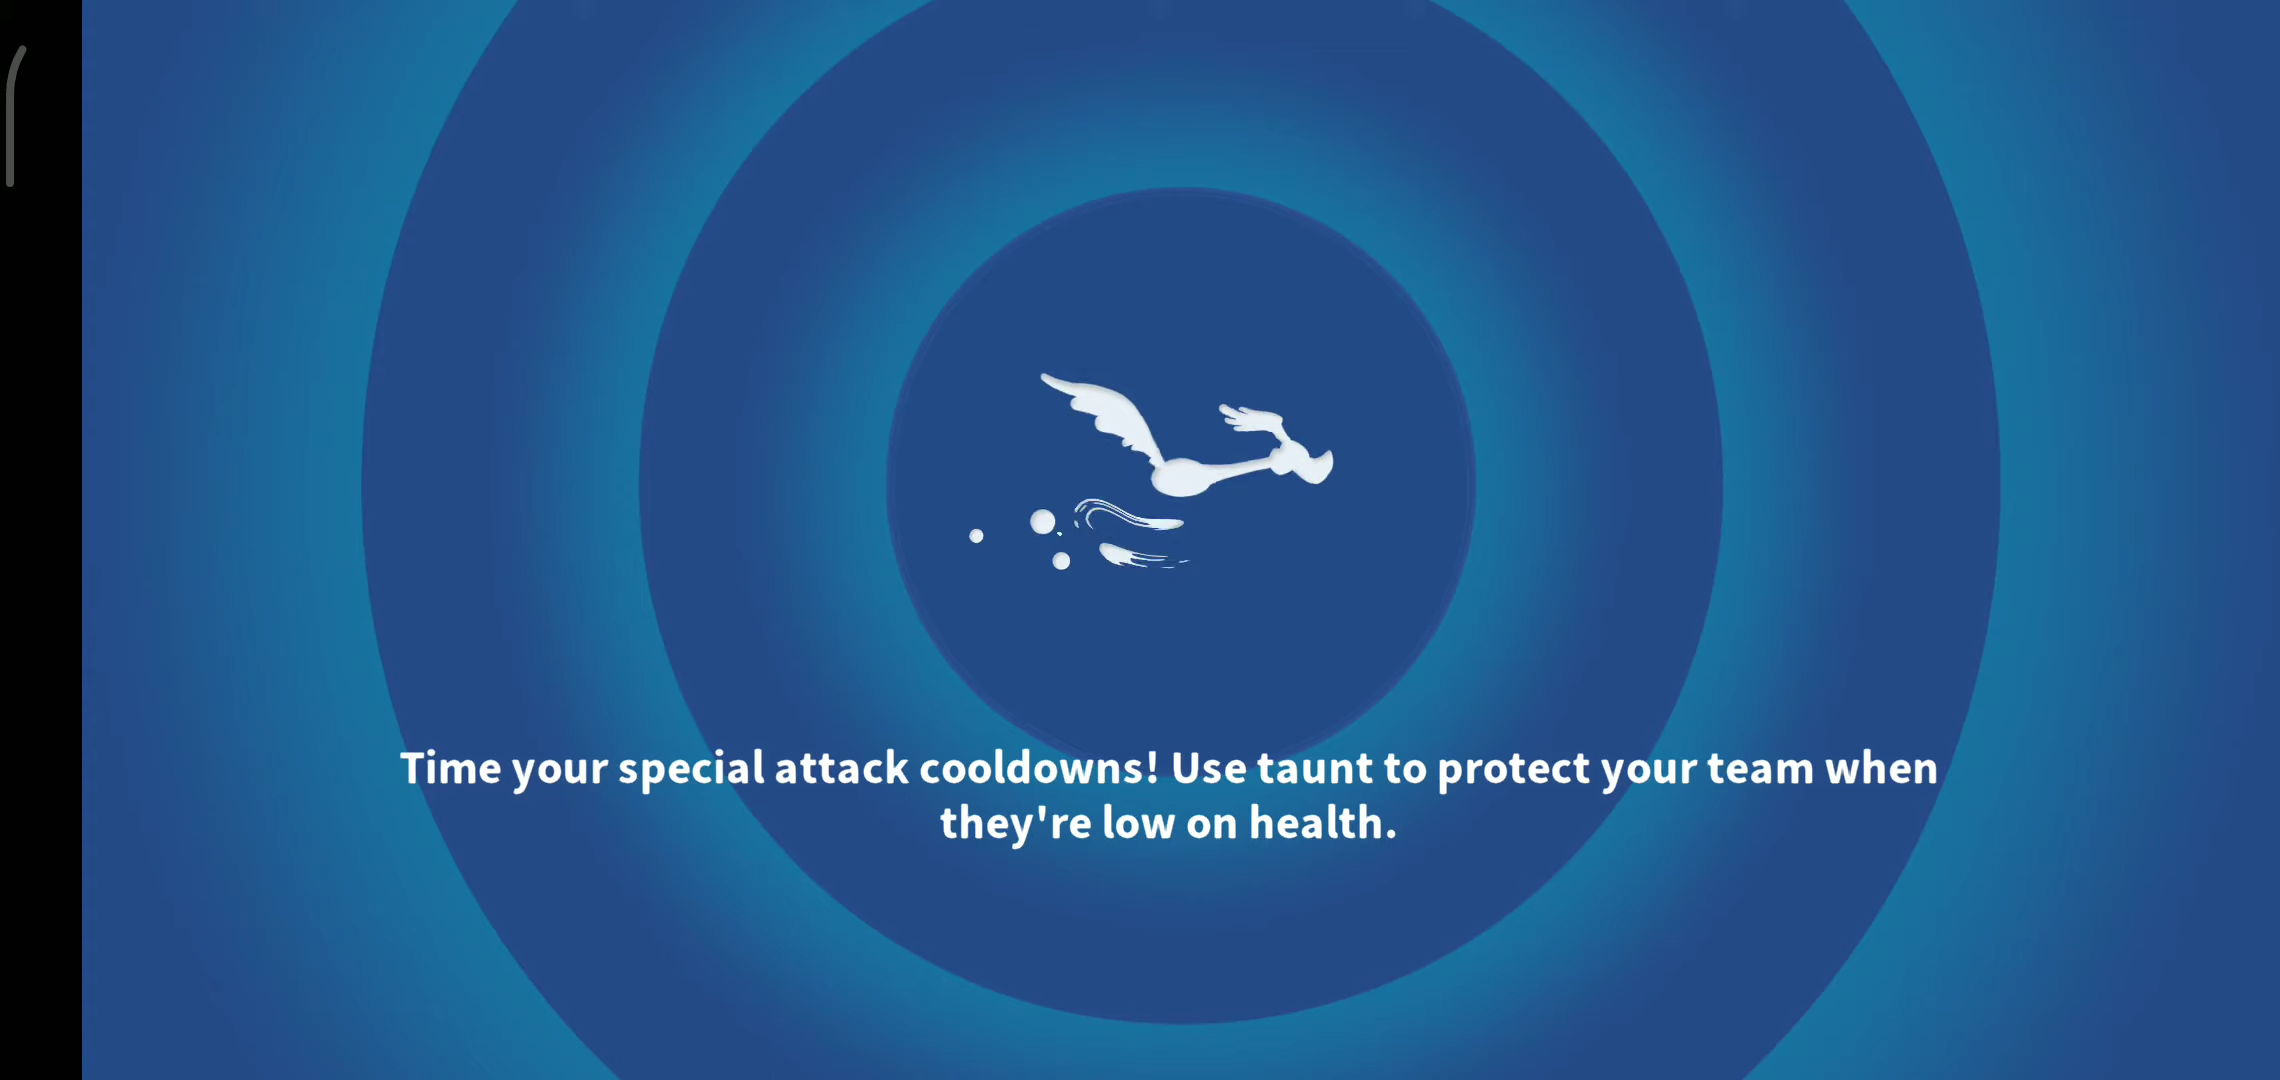 Time your special attack cooldowns! Use taunt to protect your team when
they're low on health.